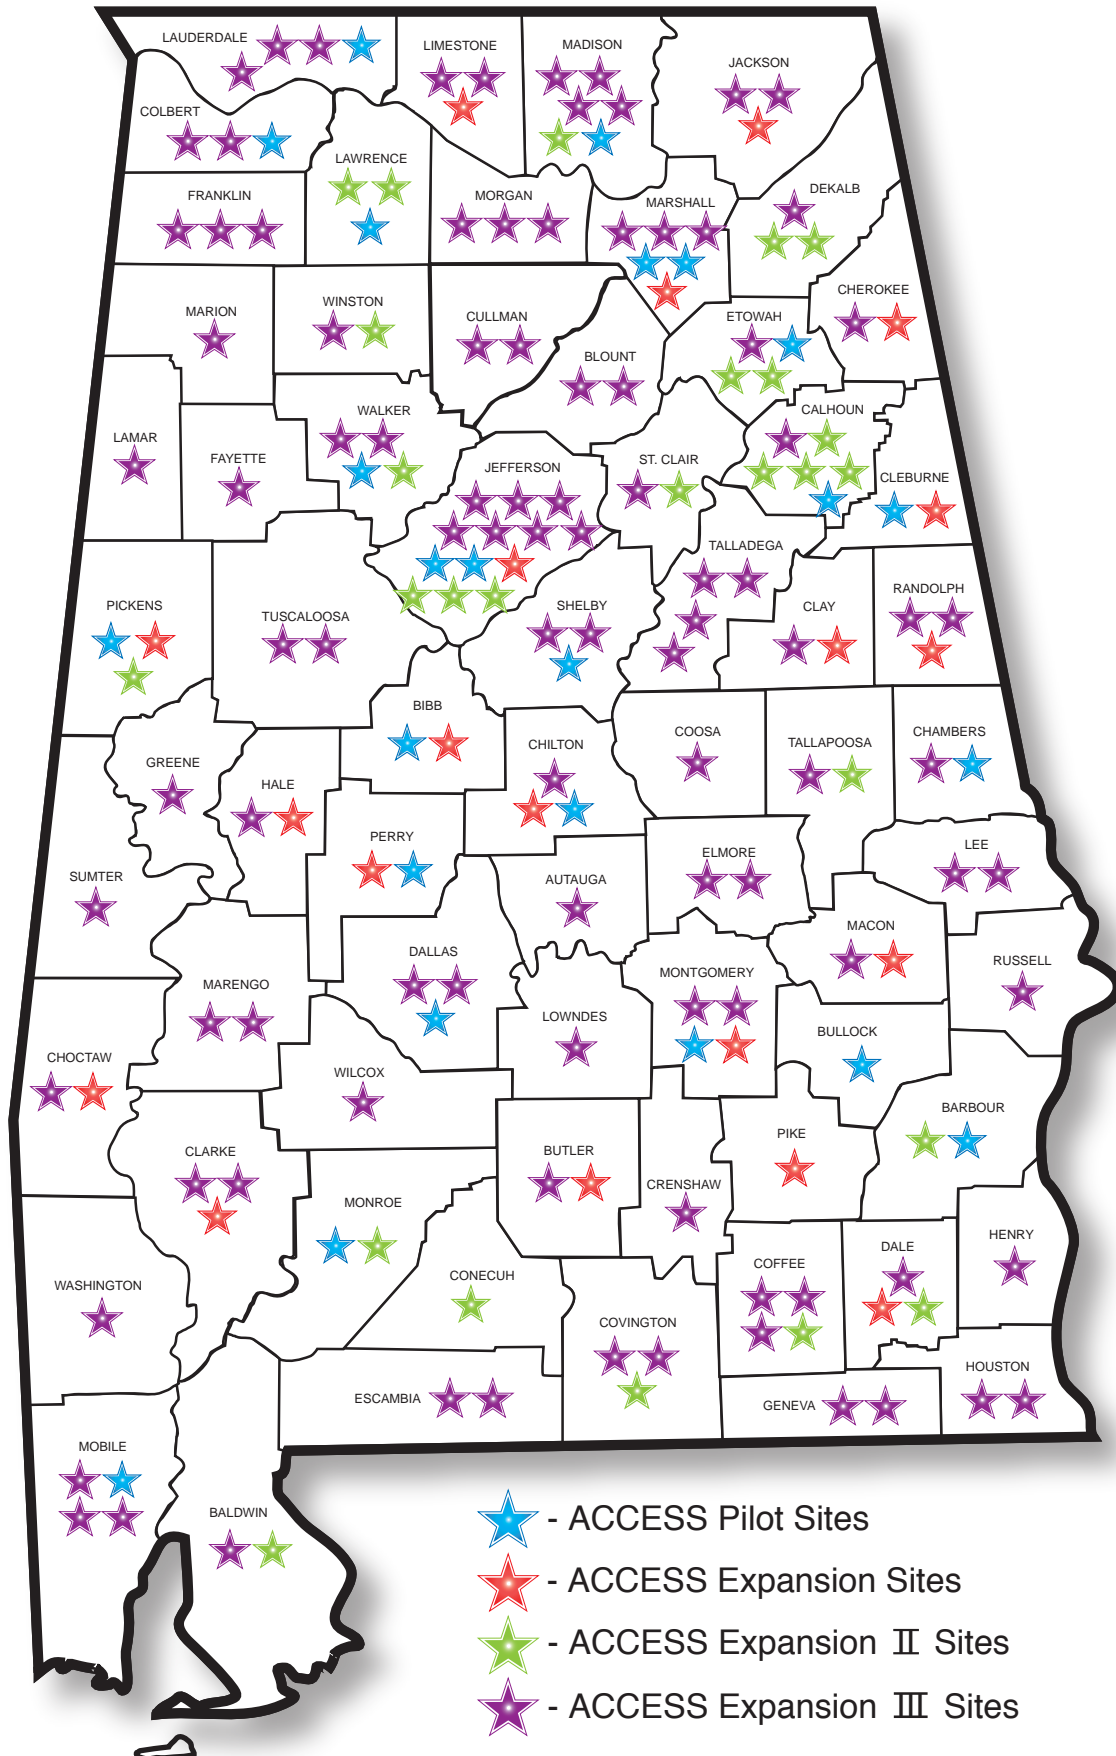 LAUDERDALE
LIMESTONE
MADISON
JACKSON
COLBERT
LAWRENCE
FRANKLIN
MORGAN
MARSHALL
DEKALB
CHEROKEE
MARION
WINSTON
CULLMAN
ETOWAH
BLOUNT
WALKER
CALHOUN
LAMAR
FAYETTE
JEFFERSON
ST. CLAIR
CLEBURNE
TALLADEGA
PICKENS
TUSCALOOSA
SHELBY
CLAY
RANDOLPH
BIBB
CHILTON
COOSA
TALLAPOOSA
CHAMBERS
GREENE
HALE
PERRY
ELMORE
LEE
SUMTER
AUTAUGA
MACON
DALLAS
MONTGOMERY
RUSSELL
MARENGO
LOWNDES
BULLOCK
CHOCTAW
WILCOX
BARBOUR
CLARKE
BUTLER
PIKE
CRENSHAW
MONROE
HENRY
WASHINGTON
CONECUH
COFFEE
DALE
COVINGTON
HOUSTON
ESCAMBIA
GENEVA
MOBILE
BALDWIN
- ACCESS Pilot Sites
- ACCESS Expansion Sites
- ACCESS Expansion II Sites
- ACCESS Expansion III Sites